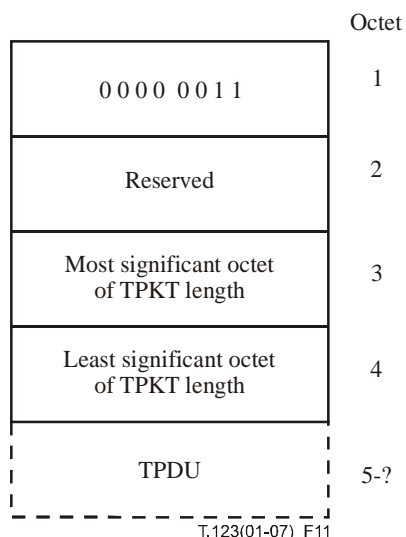 Octet
0 0 0 0 0 0 1 1
1
Reserved
2
Most significant octet
of TPKT length
3
Least significant octet
of TPKT length
4
TPDU
5-?
T.123(01-07)_F11